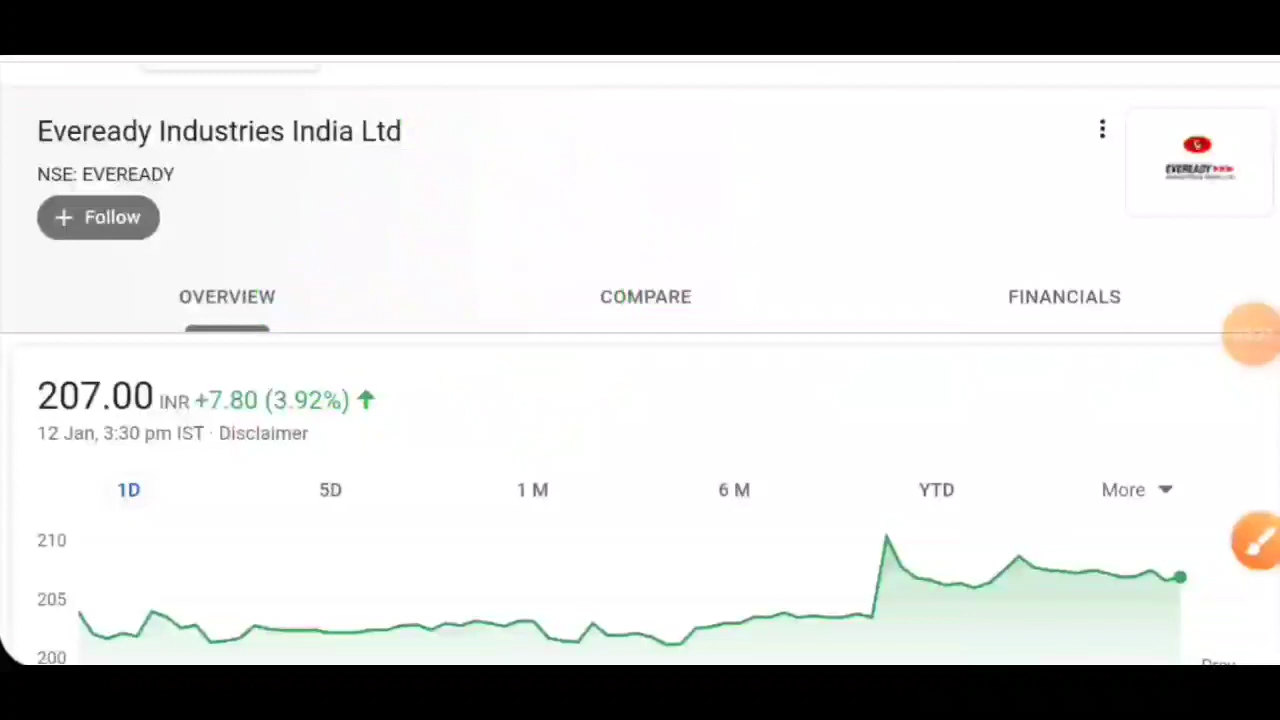 Eveready Industries India Ltd
NSE: EVEREADY
+ Follow
EVEREADY
OVERVIEW COMPARE FINANCIALS
207.00 INR +7.80 (3.92%) ↑
12 Jan, 3:30 pm IST · Disclaimer
1D 5D 1 M 6 M YTD More
210
205
200